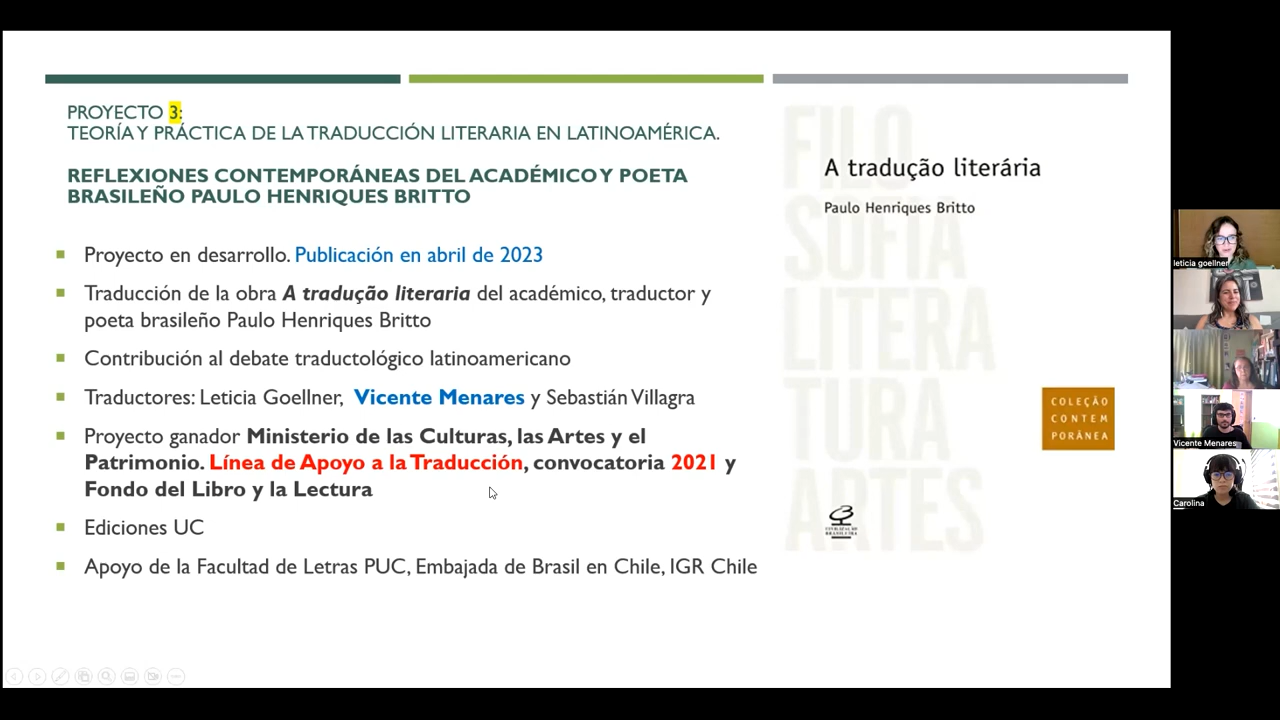 PROYECTO 3:
TEORÍA Y PRÁCTICA DE LA TRADUCCIÓN LITERARIA EN LATINOAMÉRICA.
REFLEXIONES CONTEMPORÁNEAS DEL ACADÉMICO Y POETA
BRASILEÑO PAULO HENRIQUES BRITTO
Proyecto en desarrollo. Publicación en abril de 2023
Traducción de la obra A tradução literaria del académico, traductor y
poeta brasileño Paulo Henriques Britto
Contribución al debate traductológico latinoamericano
Traductores: Leticia Goellner, Vicente Menares y Sebastián Villagra
Proyecto ganador Ministerio de las Culturas, las Artes y el
Patrimonio. Línea de Apoyo a la Traducción, convocatoria 2021 y
Fondo del Libro y la Lectura
Ediciones UC
Apoyo de la Facultad de Letras PUC, Embajada de Brasil en Chile, IGR Chile
FILO
SOFIA
LITERA
TURA
ARTES
A tradução literária
Paulo Henriques Britto
COLEÇÃO
CONTEM
PORÂNEA
leticia goellner
Vicente Menares
Carolina